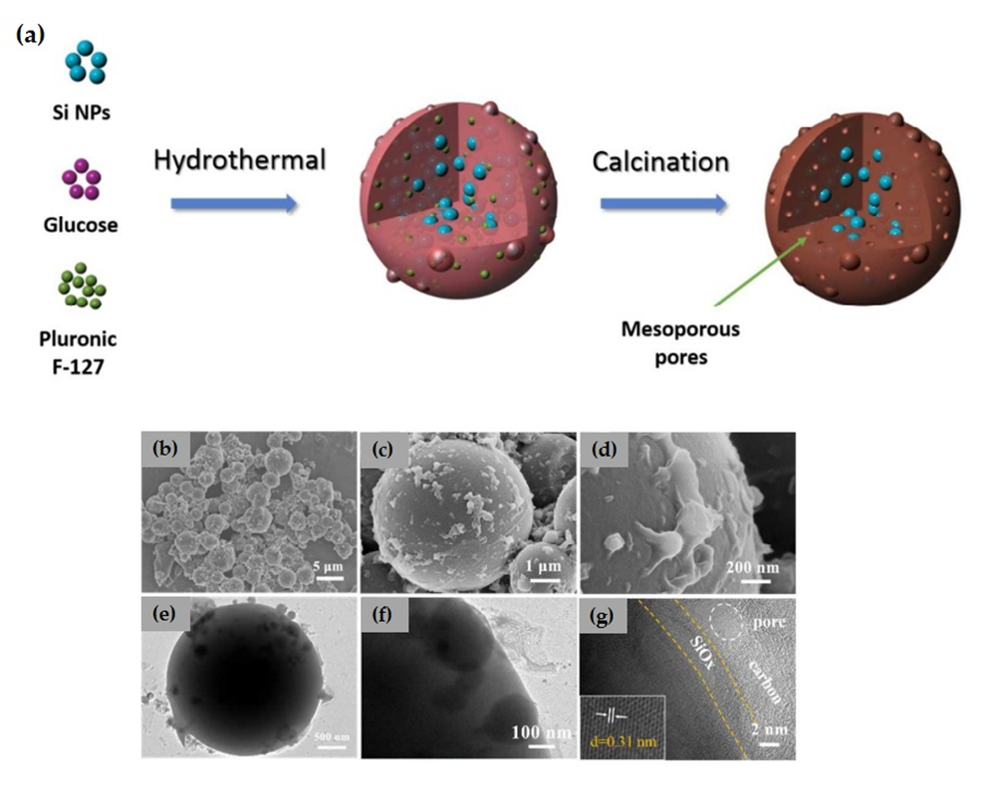 (a)
Si NPs
Glucose
Pluronic
F-127
Hydrothermal
Calcination
Mesoporous
pores
(b)
5 µm
(c)
1 µm
(d)
200 nm
(e)
500 nm
(f)
100 nm
(g)
pore
SiOx
carbon
2 nm
d=0.31 nm